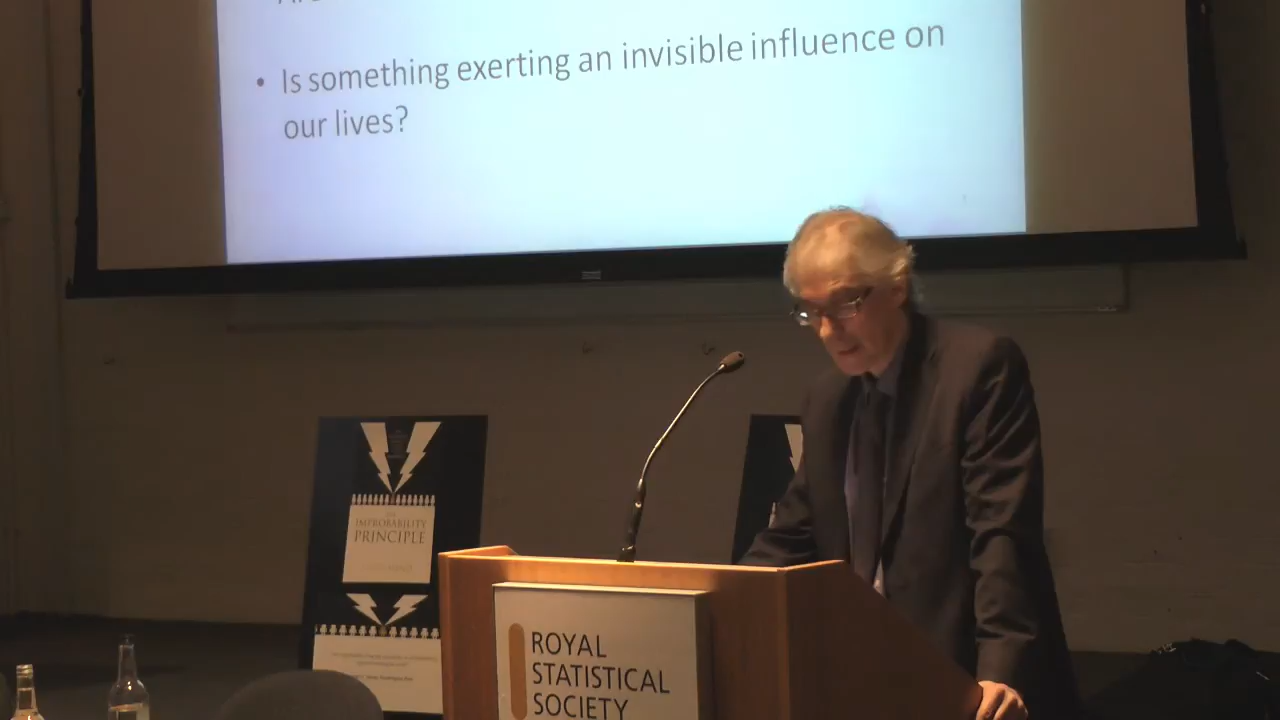 • Is something exerting an invisible influence on
our lives?
IMPROBABILITY
PRINCIPLE
ROYAL
STATISTICAL
SOCIETY